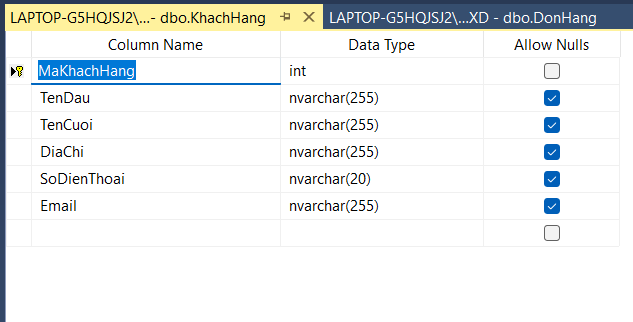 LAPTOP-G5HQJSJ2\...- dbo.KhachHang LAPTOP-G5HQJSJ2\...XD - dbo.DonHang
Column Name Data Type Allow Nulls
MaKhachHang int
TenDau nvarchar(255)
TenCuoi nvarchar(255)
DiaChi nvarchar(255)
SoDienThoai nvarchar(20)
Email nvarchar(255)